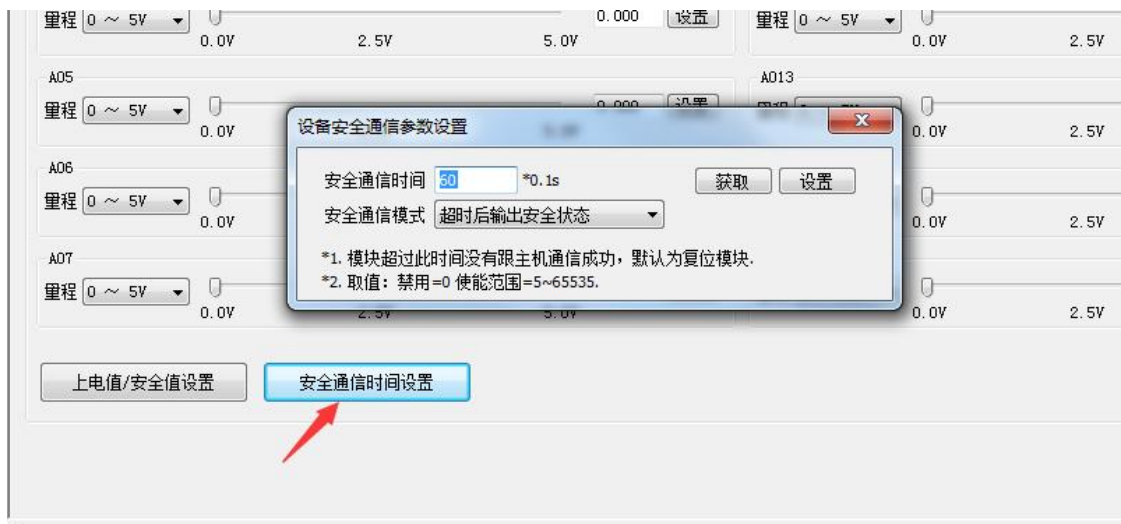 量程 0 ~ 5V 0.000 设置 量程 0 ~ 5V
0.0V 2.5V 5.0V 0.0V 2.5V
AO5 AO13
量程 0 ~ 5V
0.0V 0.0V 2.5V
设备安全通信参数设置
AO6
安全通信时间 60 *0.1s 获取 设置
量程 0 ~ 5V
安全通信模式 超时后输出安全状态
0.0V 0.0V 2.5V
AO7
*1. 模块超过此时间没有跟主机通信成功，默认为复位模块.
*2. 取值：禁用=0 使能范围=5~65535.
量程 0 ~ 5V
0.0V 2.5V 5.0V 0.0V 2.5V
上电值/安全值设置 安全通信时间设置